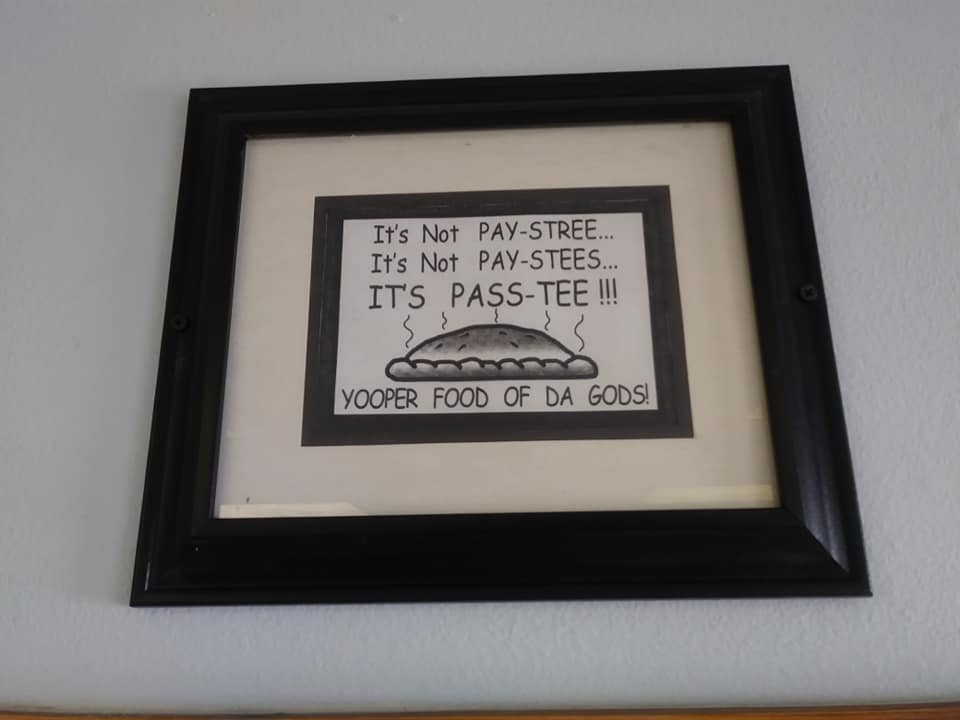 It's Not PAY-STREE...
It's Not PAY-STEES...
IT'S PASS-TEE !!!
YOOPER FOOD OF DA GODS!